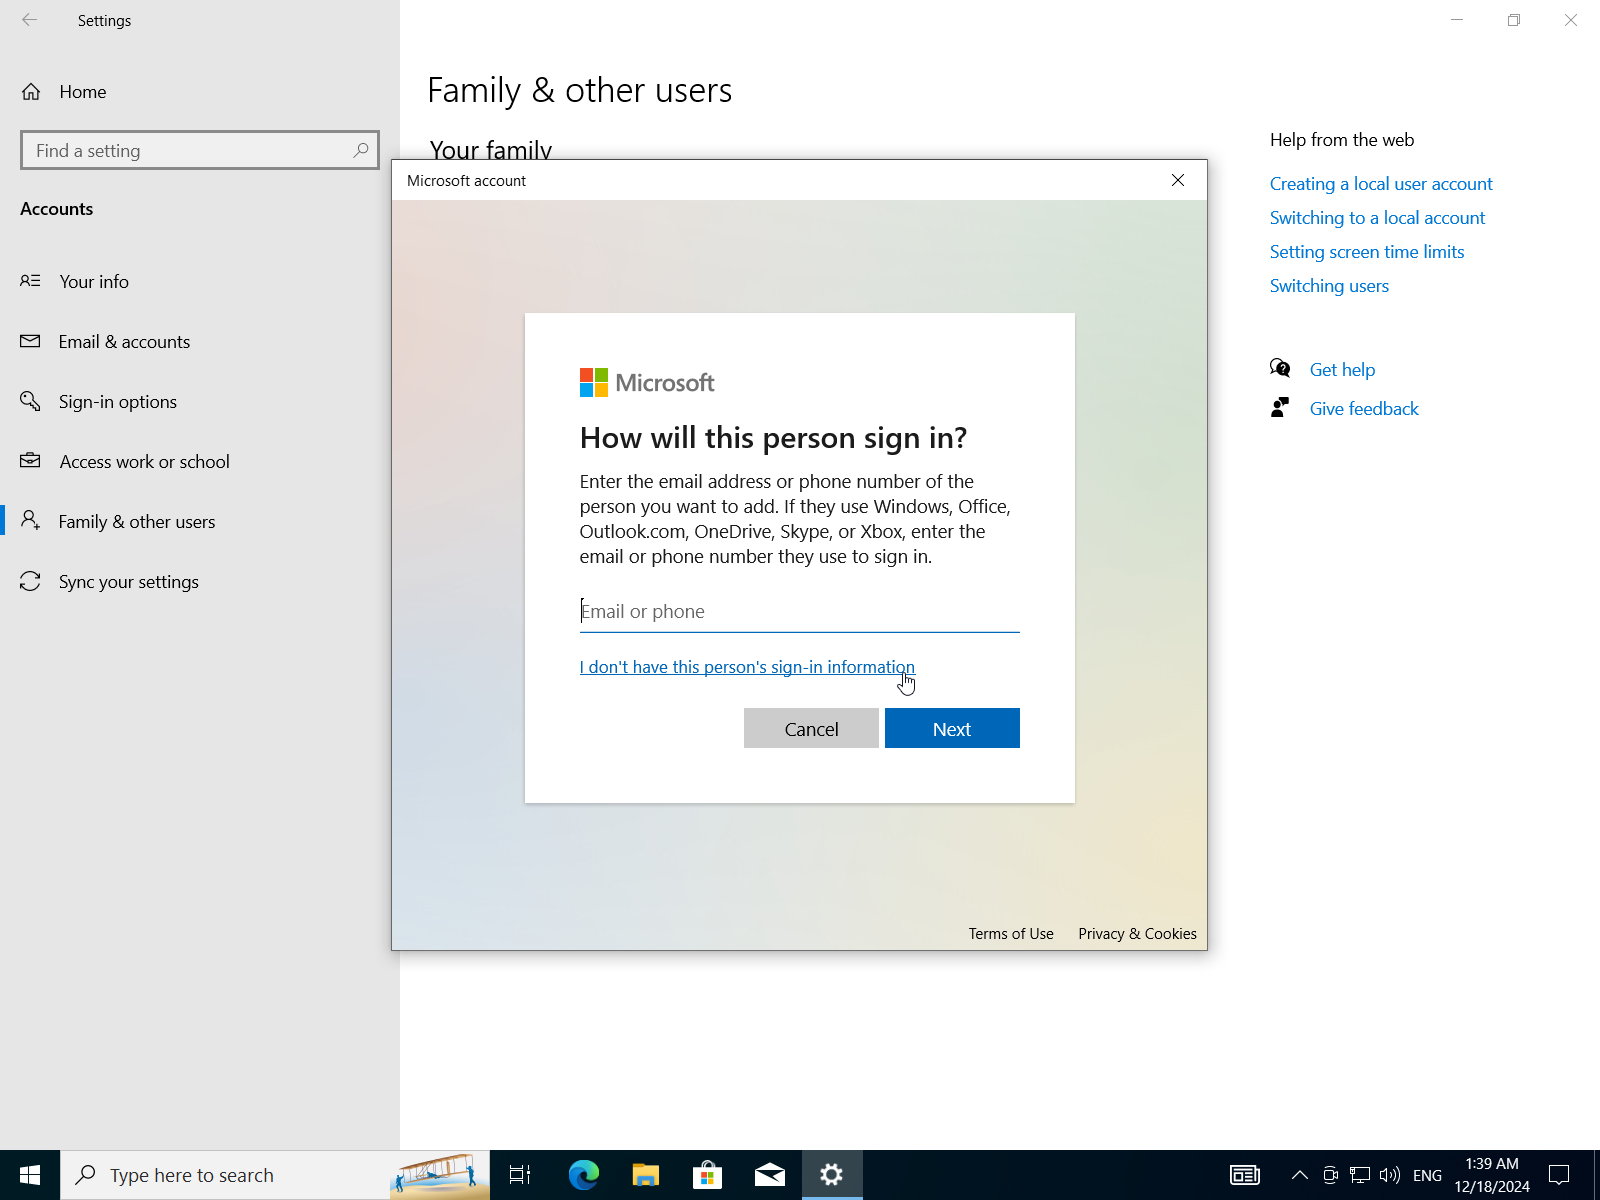 Settings
Home
Find a setting
Accounts
Your info
Email & accounts
Sign-in options
Access work or school
Family & other users
Sync your settings
Family & other users
Your family
Help from the web
Creating a local user account
Switching to a local account
Setting screen time limits
Switching users
Get help
Give feedback
Microsoft account
Microsoft
How will this person sign in?
Enter the email address or phone number of the
person you want to add. If they use Windows, Office,
Outlook.com, OneDrive, Skype, or Xbox, enter the
email or phone number they use to sign in.
Email or phone
I don't have this person's sign-in information
Cancel
Next
Terms of Use
Privacy & Cookies
Type here to search
ENG
1:39 AM
12/18/2024